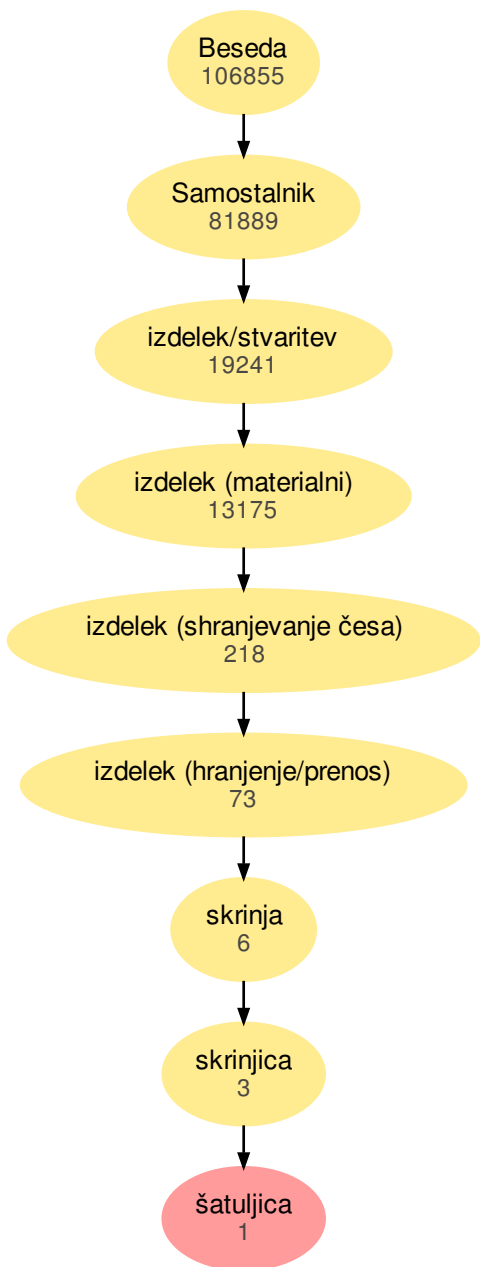 Beseda
106855
Samostalnik
81889
izdelek/stvaritev
19241
izdelek (materialni)
13175
izdelek (shranjevanje česa)
218
izdelek (hranjenje/prenos)
73
skrinja
6
skrinjica
3
šatuljica
1